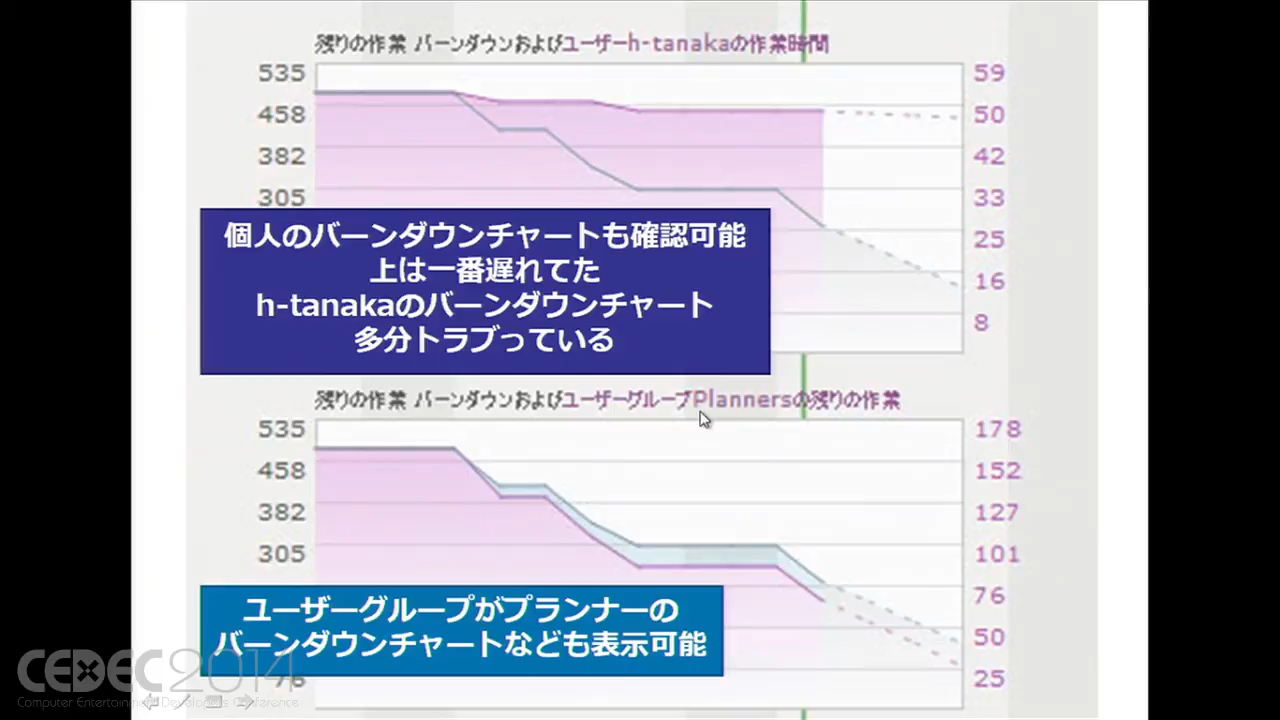 残りの作業 バーンダウンおよびユーザーh-tanakaの作業時間
535
59
458
50
382
42
305
33
25
16
8
個人のバーンダウンチャートも確認可能
上は一番遅れてた
h-tanakaのバーンダウンチャート
多分トラブっている
残りの作業 バーンダウンおよびユーザーグループPlannersの残りの作業
535
178
458
152
382
127
305
101
76
50
25
ユーザーグループがプランナーの
バーンダウンチャートなども表示可能
76
CEDEC2014
Computer Entertainment Developers Conference